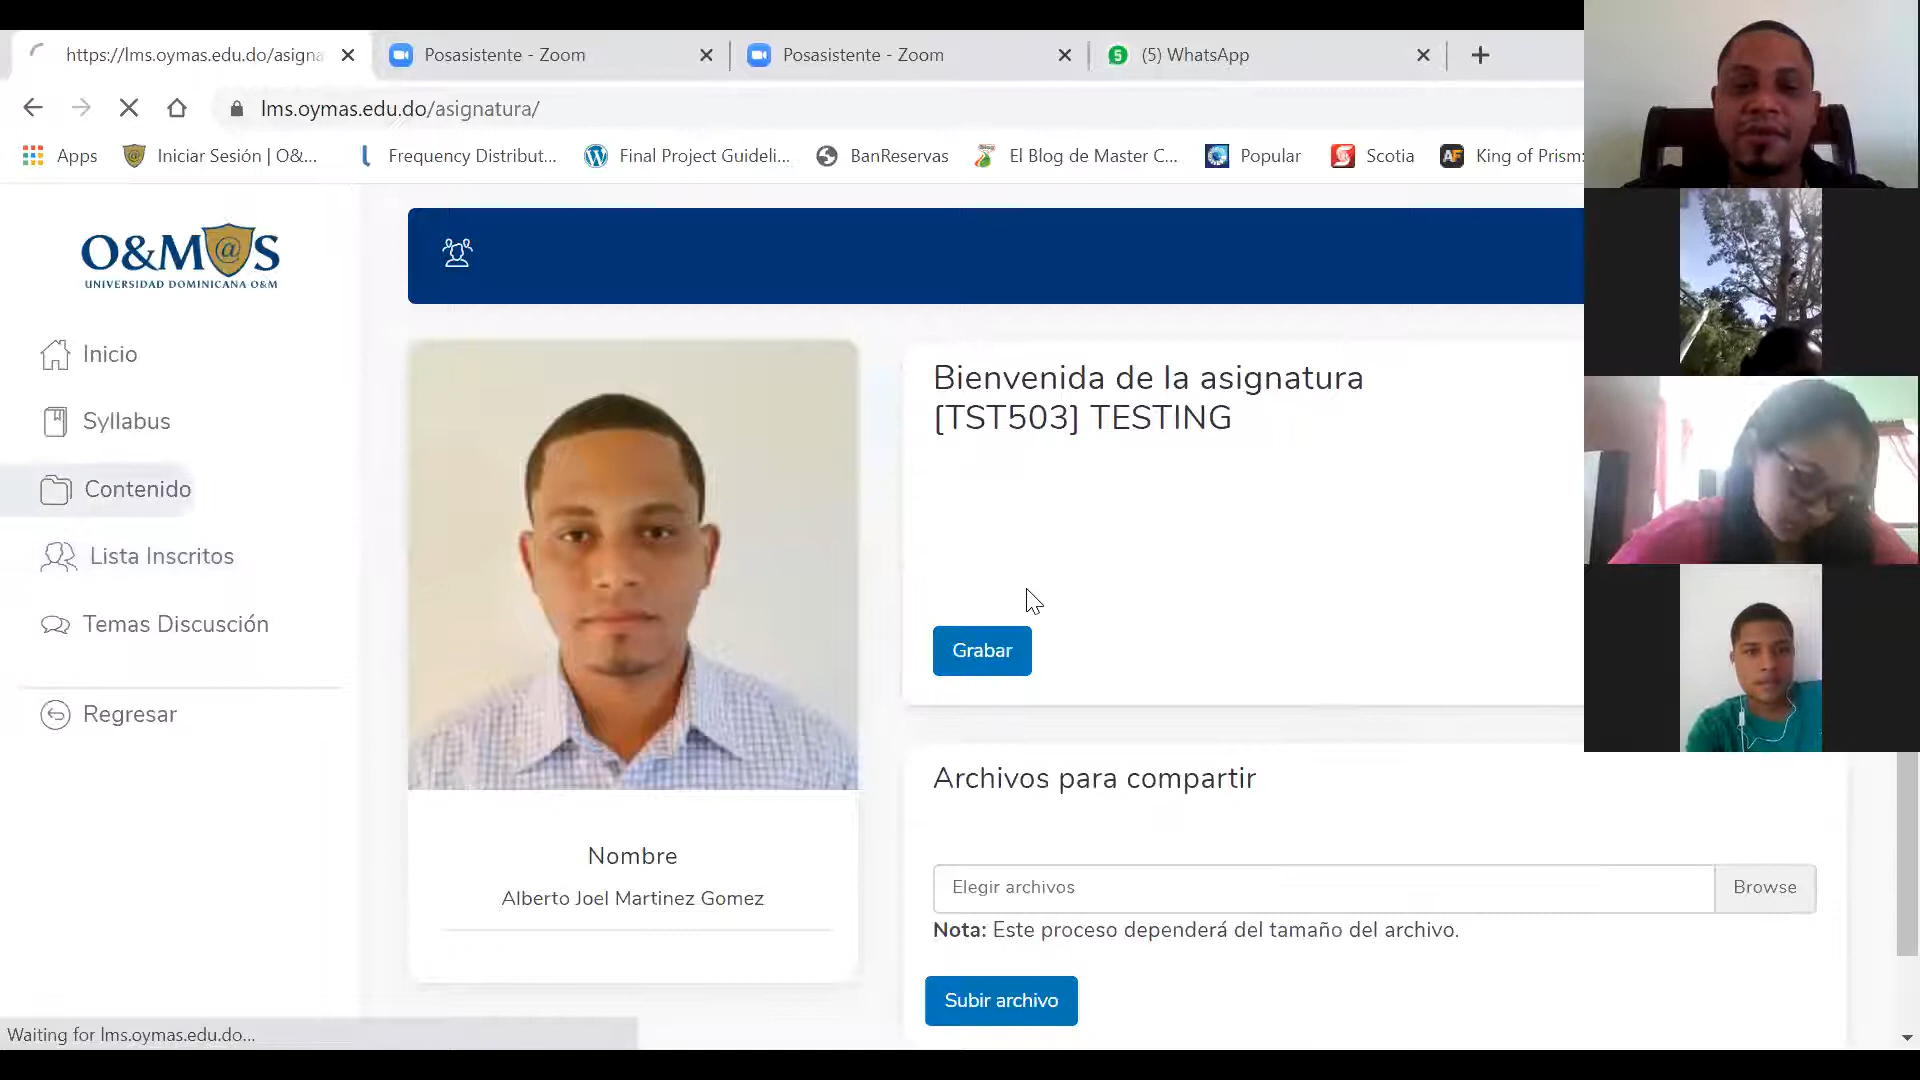 https://lms.oymas.edu.do/asigna
Posasistente - Zoom
Posasistente - Zoom
5
(5) WhatsApp
lms.oymas.edu.do/asignatura/
Apps
Iniciar Sesión | O&...
Frequency Distribut...
Final Project Guideli...
BanReservas
El Blog de Master C...
Popular
Scotia
AF
King of Prism:
O&M@S
UNIVERSIDAD DOMINICANA O&M
Inicio
Syllabus
Contenido
Lista Inscritos
Temas Discusción
Regresar
Bienvenida de la asignatura
[TST503] TESTING
Grabar
Nombre
Alberto Joel Martinez Gomez
Archivos para compartir
Elegir archivos
Browse
Nota: Este proceso dependerá del tamaño del archivo.
Subir archivo
Waiting for lms.oymas.edu.do...